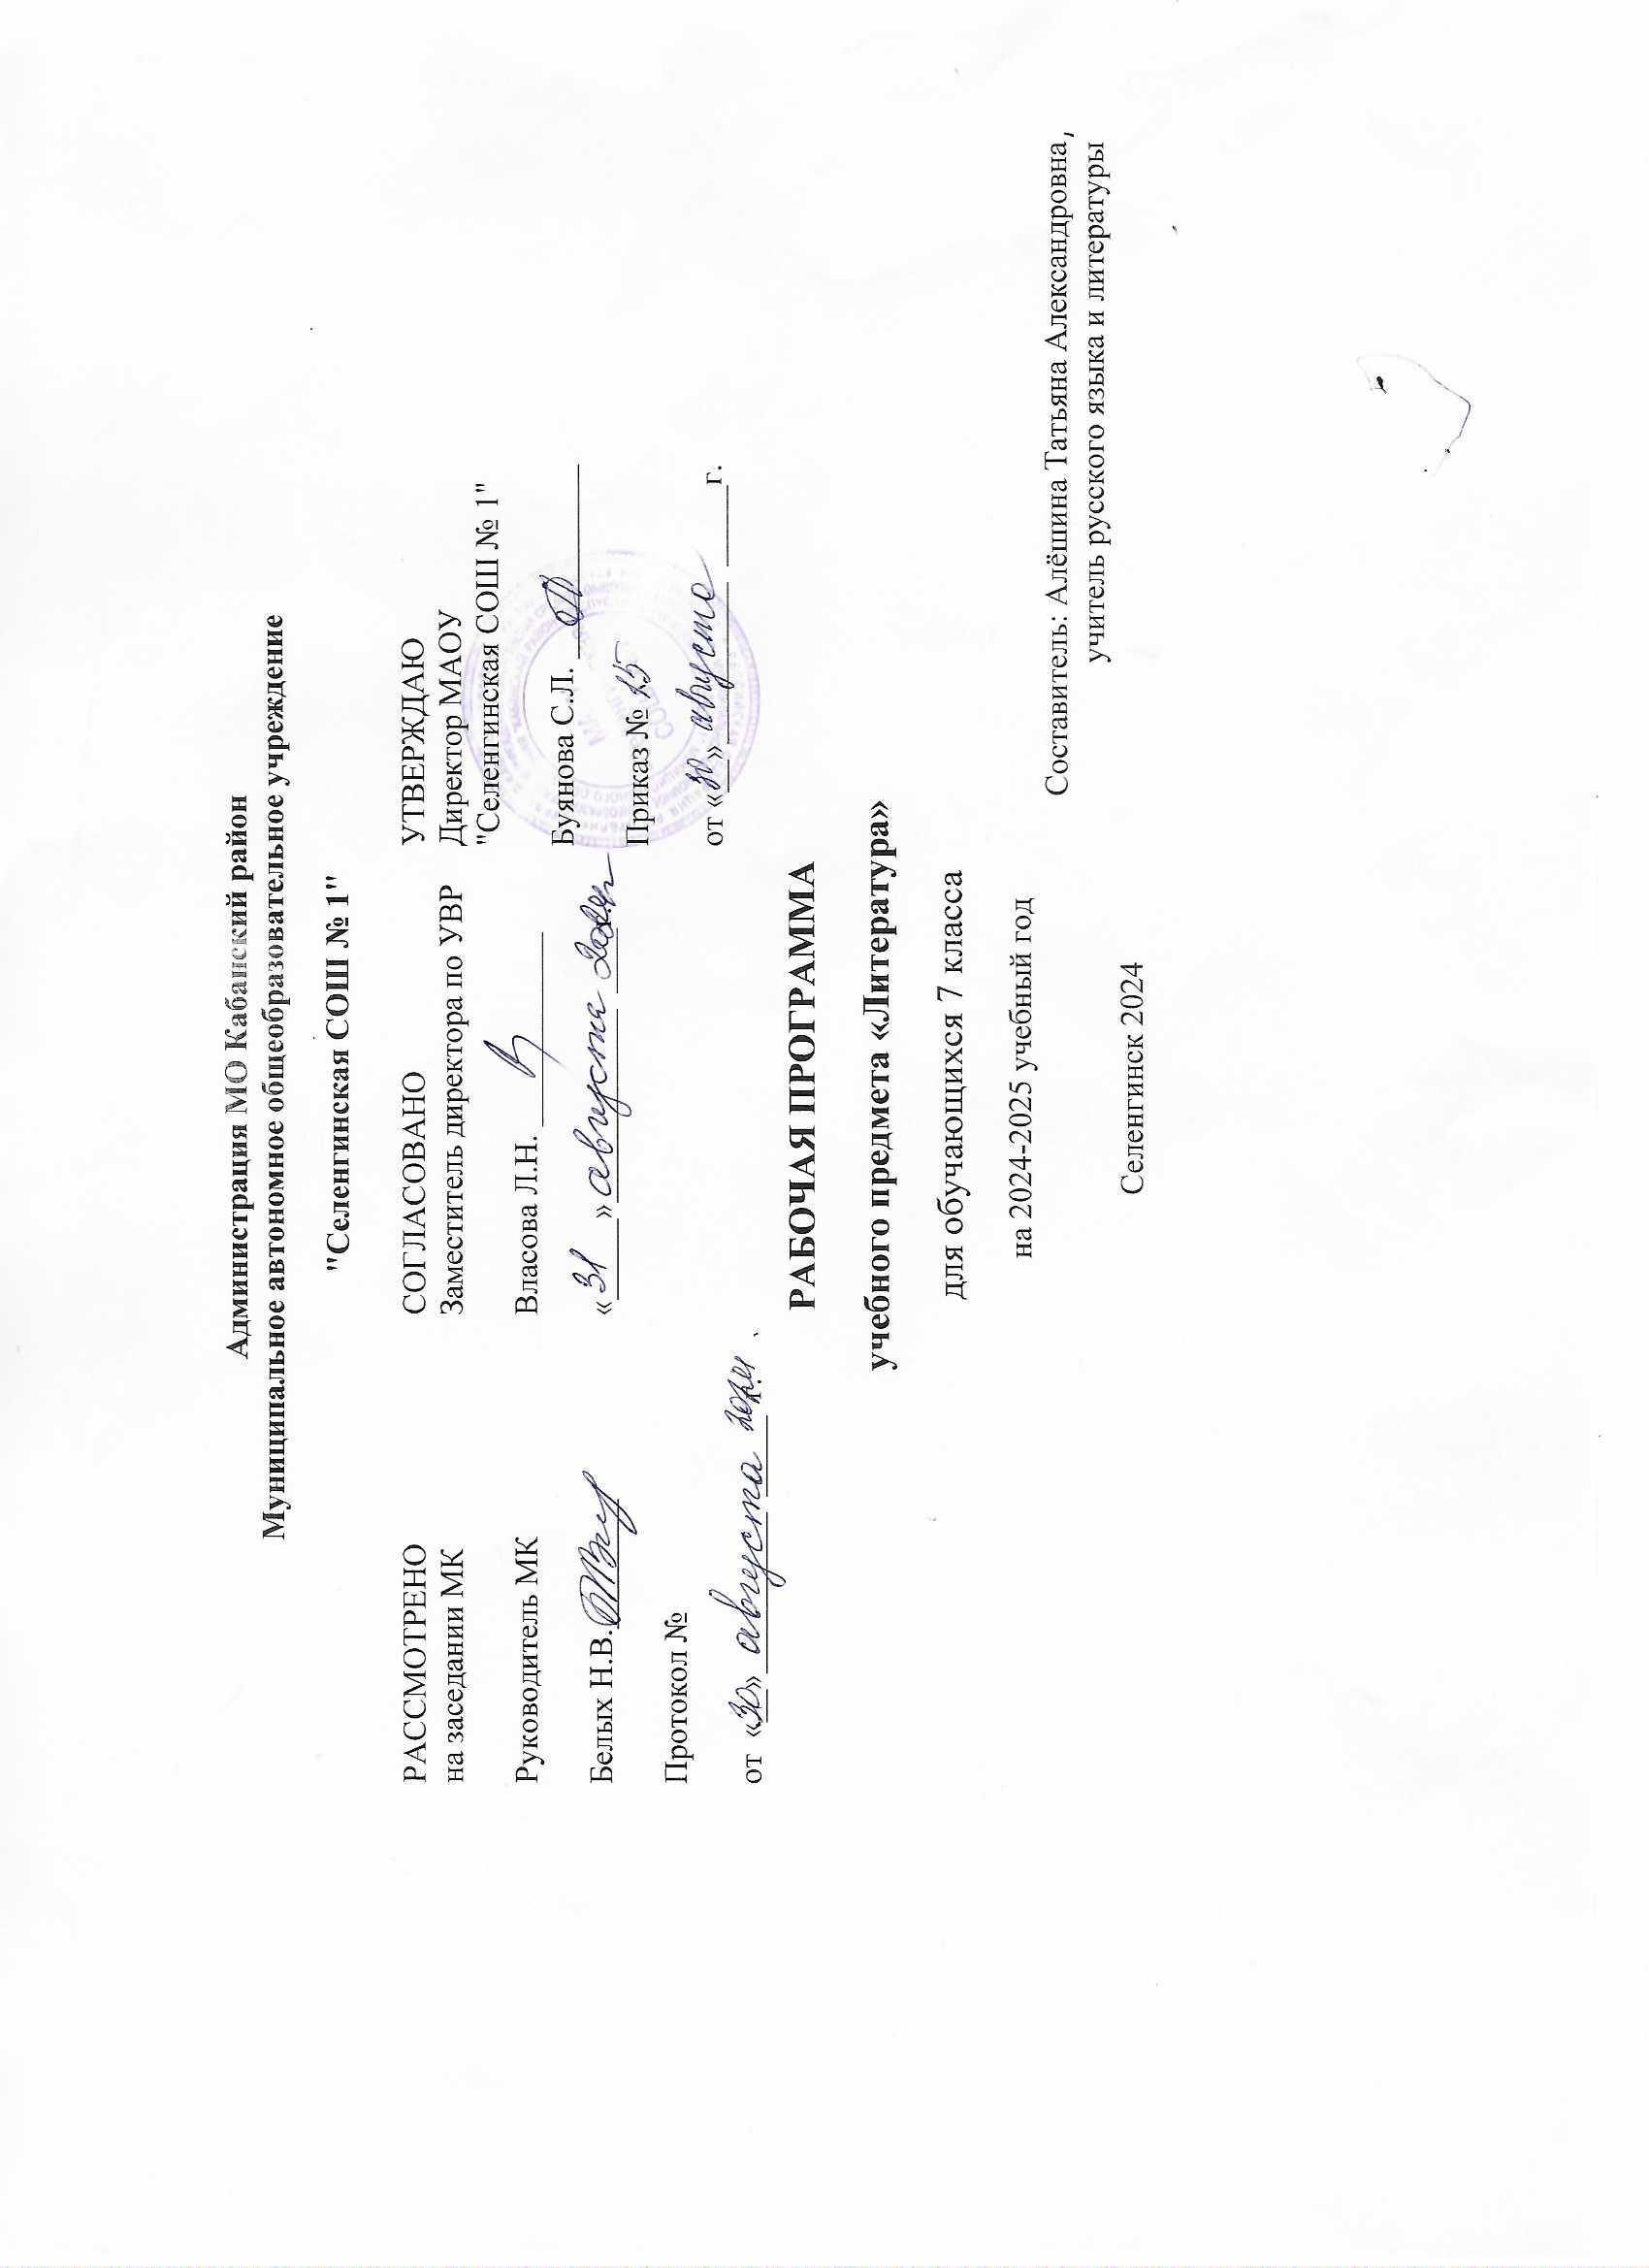 Администрация МО Кабанский район
Муниципальное автономное общеобразовательное учреждение
"Селенгинская СОШ № 1"
РАССМОТРЕНО
на заседании МК
Руководитель МК
Белых Н.В.
Протокол №
от «30» августа 2024.
СОГЛАСОВАНО
Заместитель директора по УВР
Власова Л.Н.
«31» августа 2024г
УТВЕРЖДАЮ
Директор МАОУ
"Селенгинская СОШ № 1"
Буянова С.Л.
Приказ №
от «30» августа г.
РАБОЧАЯ ПРОГРАММА
учебного предмета «Литература»
для обучающихся 7 класса
на 2024-2025 учебный год
Составитель: Алёшина Татьяна Александровна,
учитель русского языка и литературы
Селенгинск 2024